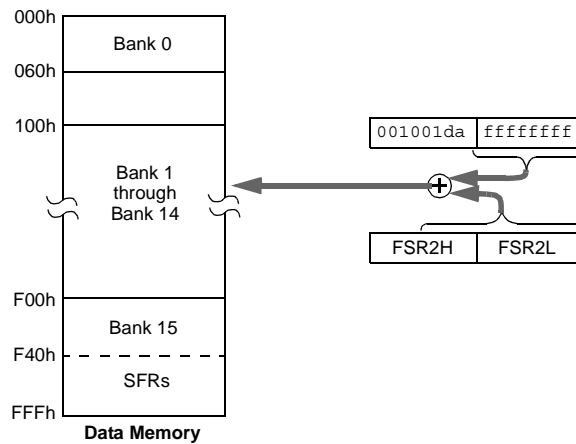 000h
Bank 0
060h
100h
001001da ffffffff
Bank 1
through
Bank 14
FSR2H FSR2L
F00h
Bank 15
F40h
SFRs
FFFh
Data Memory